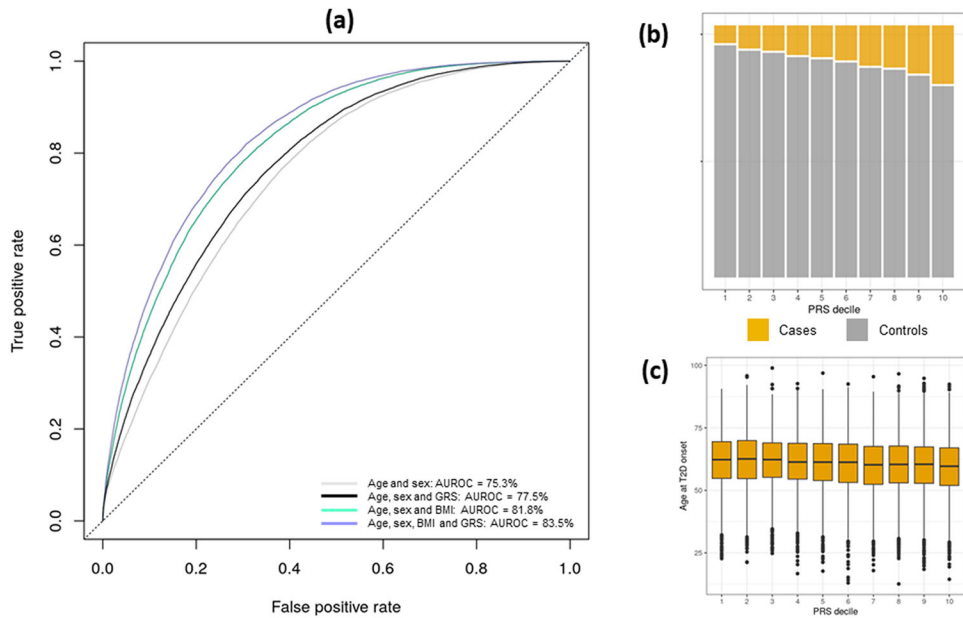 (a)
1.0
0.8
0.6
0.4
0.2
0.0
True positive rate
Age and sex: AUROC = 75.3%
Age, sex and GRS: AUROC = 77.5%
Age, sex and BMI: AUROC = 81.8%
Age, sex, BMI and GRS: AUROC = 83.5%
0.0 0.2 0.4 0.6 0.8 1.0
False positive rate
(b)
1 2 3 4 5 6 7 8 9 10
PRS decile
Cases Controls
(c)
100
75
50
25
Age at T2D onset
1 2 3 4 5 6 7 8 9 10
PRS decile